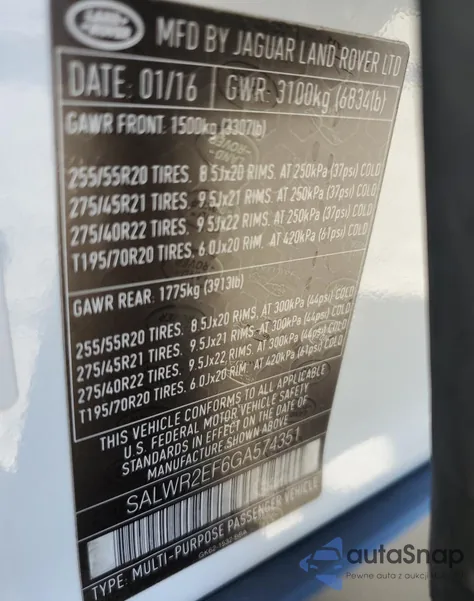 LAND ROVER
MFD BY JAGUAR LAND ROVER LTD
DATE: 01/16 GWR: 3100kg (6834lb)
GAWR FRONT: 1500kg (3307lb)
255/55R20 TIRES, 8.5Jx20 RIMS, AT 250kPa (37psi) COLD
275/45R21 TIRES, 9.5Jx21 RIMS, AT 250kPa (37psi) COLD
275/40R22 TIRES, 9.5Jx22 RIMS, AT 250kPa (37psi) COLD
T195/70R20 TIRES, 6.0Jx20 RIM, AT 420kPa (61psi) COLD
GAWR REAR: 1775kg (3913lb)
255/55R20 TIRES, 8.5Jx20 RIMS, AT 300kPa (44psi) COLD
275/45R21 TIRES, 9.5Jx21 RIMS, AT 300kPa (44psi) COLD
275/40R22 TIRES, 9.5Jx22 RIMS, AT 300kPa (44psi) COLD
T195/70R20 TIRES, 6.0Jx20 RIM, AT 420kPa (61psi) COLD
THIS VEHICLE CONFORMS TO ALL APPLICABLE
U.S. FEDERAL MOTOR VEHICLE SAFETY
STANDARDS IN EFFECT ON THE DATE OF
MANUFACTURE SHOWN ABOVE
SALWR2EF6GA574351
TYPE: MULTI-PURPOSE PASSENGER VEHICLE
autoSnap
Pewne auta z aukcji